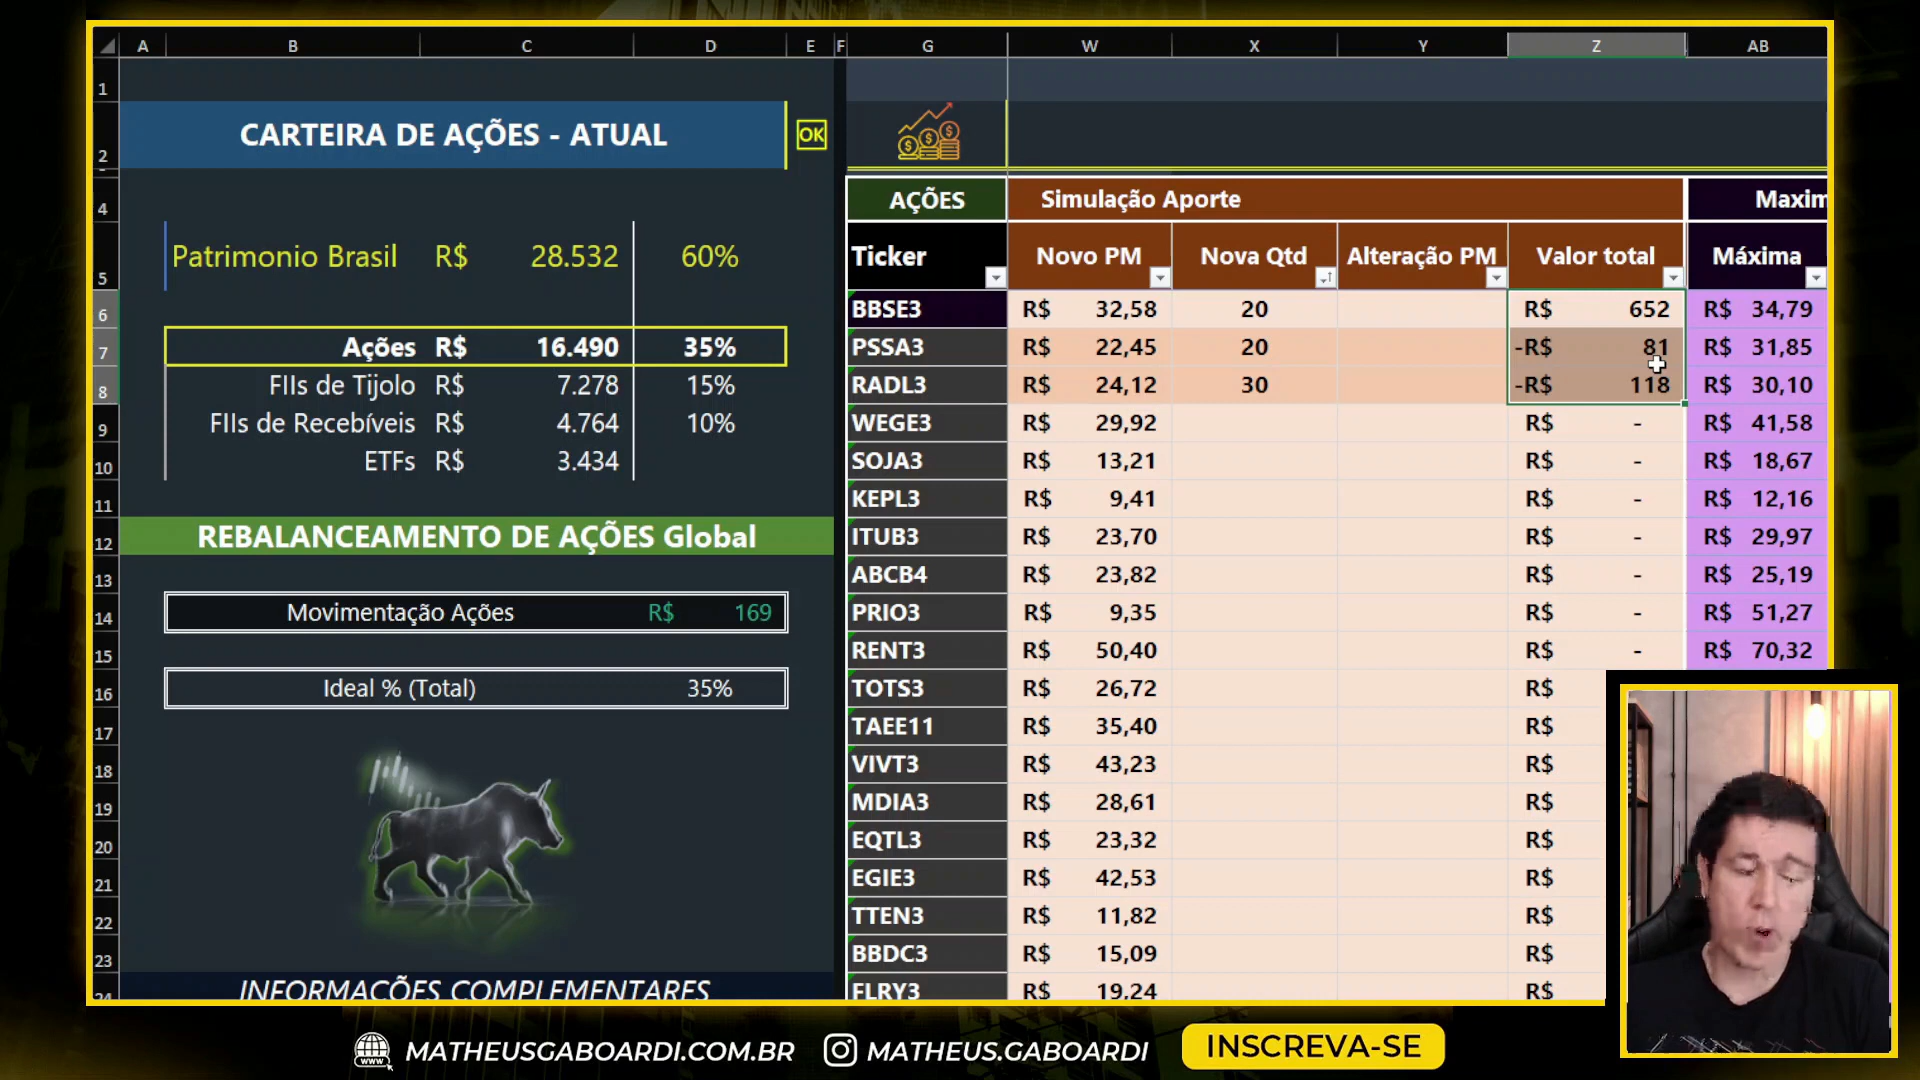 A B C D E F G W X Y Z AB
1
2 CARTEIRA DE AÇÕES - ATUAL OK
4 AÇÕES Simulação Aporte Maxim
5 Patrimonio Brasil R$ 28.532 60% Ticker Novo PM Nova Qtd Alteração PM Valor total Máxima
6 BBSE3 R$ 32,58 20 R$ 652 R$ 34,79
7 Ações R$ 16.490 35% PSSA3 R$ 22,45 20 -R$ 81 R$ 31,85
8 FIIs de Tijolo R$ 7.278 15% RADL3 R$ 24,12 30 -R$ 118 R$ 30,10
9 FIIs de Recebíveis R$ 4.764 10% WEGE3 R$ 29,92 R$ - R$ 41,58
10 ETFs R$ 3.434 SOJA3 R$ 13,21 R$ - R$ 18,67
11 KEPL3 R$ 9,41 R$ - R$ 12,16
12 REBALANCEAMENTO DE AÇÕES Global ITUB3 R$ 23,70 R$ - R$ 29,97
13 ABCB4 R$ 23,82 R$ - R$ 25,19
14 Movimentação Ações R$ 169 PRIO3 R$ 9,35 R$ - R$ 51,27
15 RENT3 R$ 50,40 R$ - R$ 70,32
16 Ideal % (Total) 35% TOTS3 R$ 26,72 R$
17 TAEE11 R$ 35,40 R$
18 VIVT3 R$ 43,23 R$
19 MDIA3 R$ 28,61 R$
20 EQTL3 R$ 23,32 R$
21 EGIE3 R$ 42,53 R$
22 TTEN3 R$ 11,82 R$
23 BBDC3 R$ 15,09 R$
24 INFORMAÇÕES COMPLEMENTARES FLRY3 R$ 19,24 R$
WWW MATHEUSGABOARDI.COM.BR MATHEUS.GABOARDI INSCREVA-SE